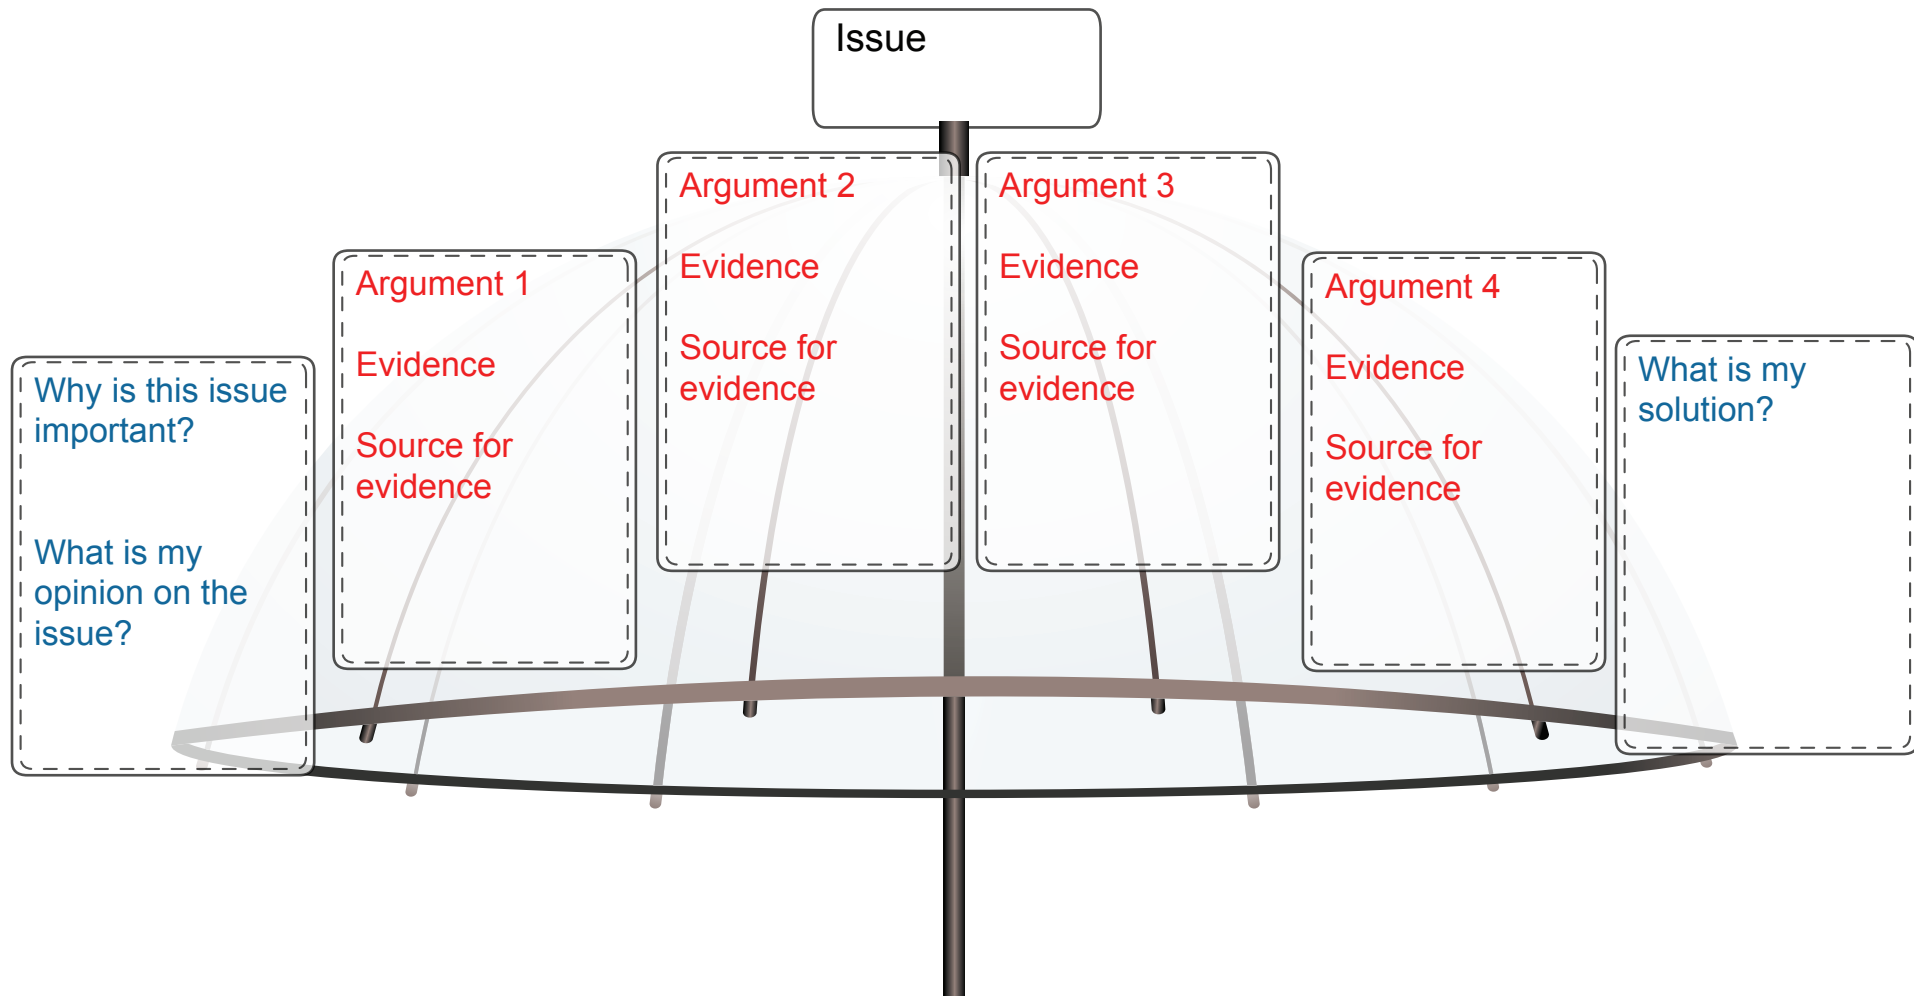 Issue
Why is this issue
important?
What is my
opinion on the
issue?
Argument 1
Evidence
Source for
evidence
Argument 2
Evidence
Source for
evidence
Argument 3
Evidence
Source for
evidence
Argument 4
Evidence
Source for
evidence
What is my
solution?